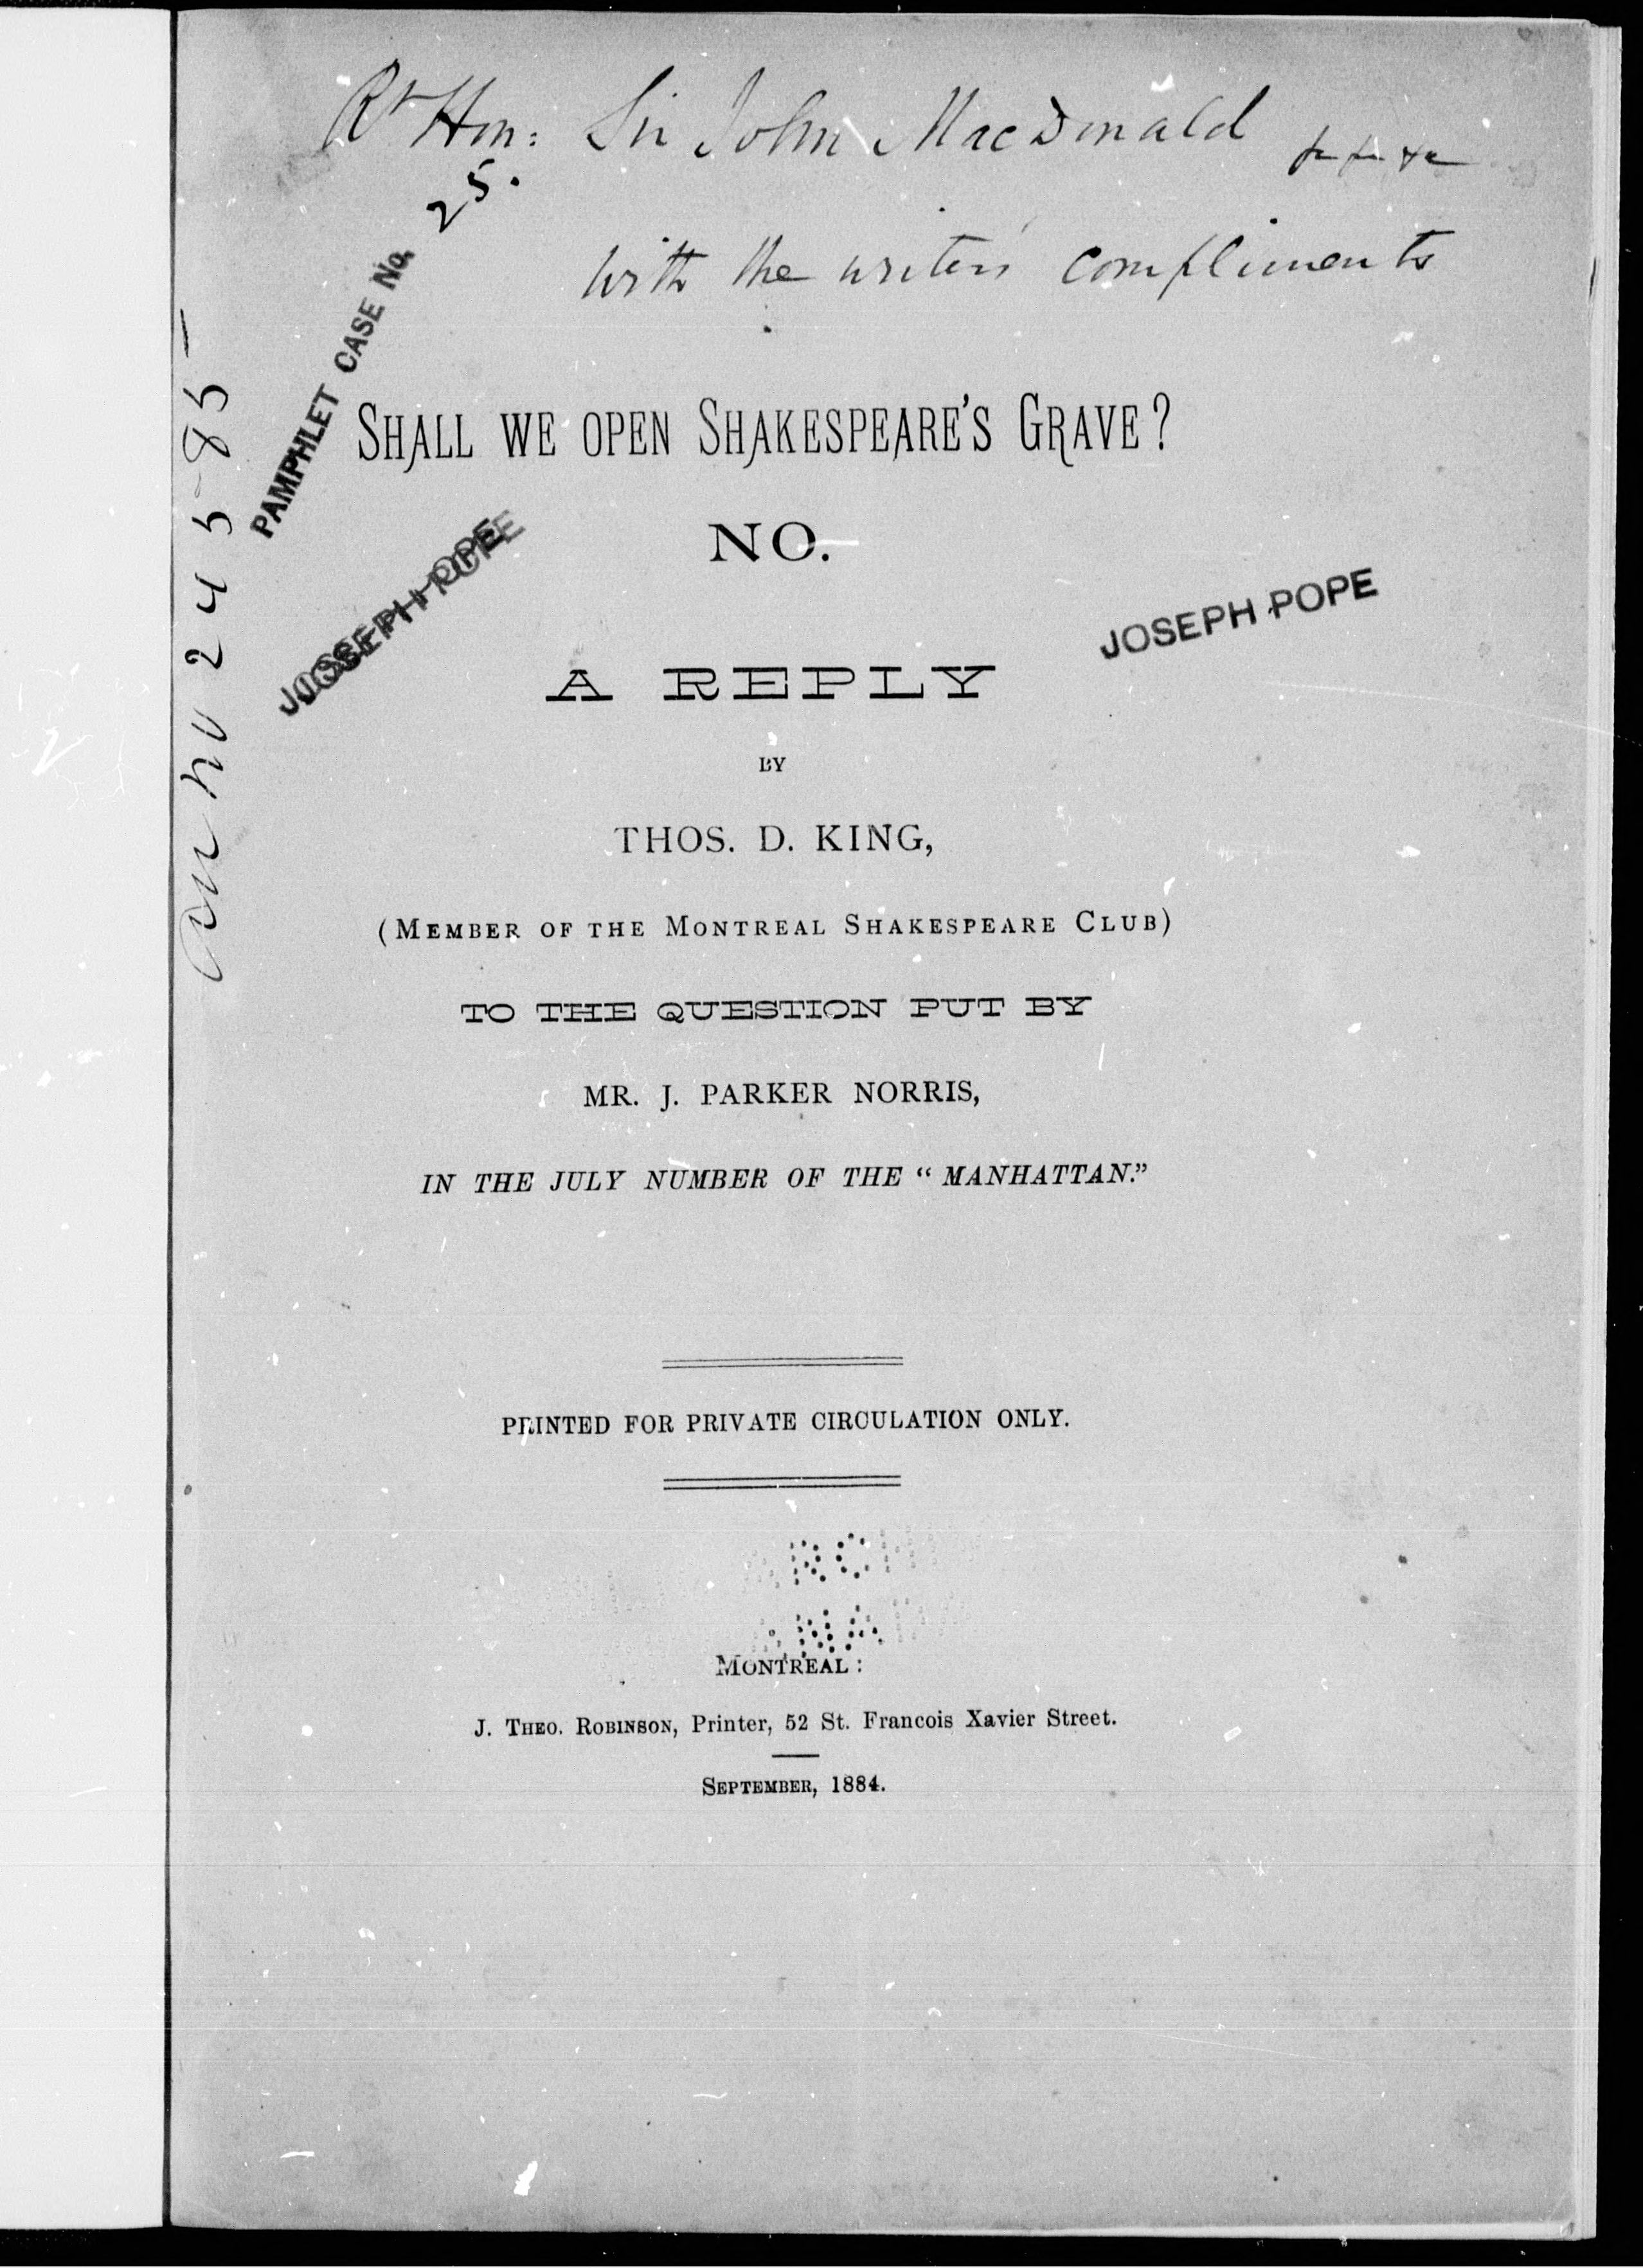 Rt Hon: Sir John MacDonald
with the writer's compliments
25.
PAMPHLET CASE No.
24-5-85
SHALL WE OPEN SHAKESPEARE'S GRAVE?
NO.
JOSEPH POPE
JOSEPH POPE
A REPLY
BY
THOS. D. KING,
(MEMBER OF THE MONTREAL SHAKESPEARE CLUB)
TO THE QUESTION PUT BY
MR. J. PARKER NORRIS,
IN THE JULY NUMBER OF THE “MANHATTAN.”
PRINTED FOR PRIVATE CIRCULATION ONLY.
MONTREAL:
J. THEO. ROBINSON, Printer, 52 St. Francois Xavier Street.
SEPTEMBER, 1884.